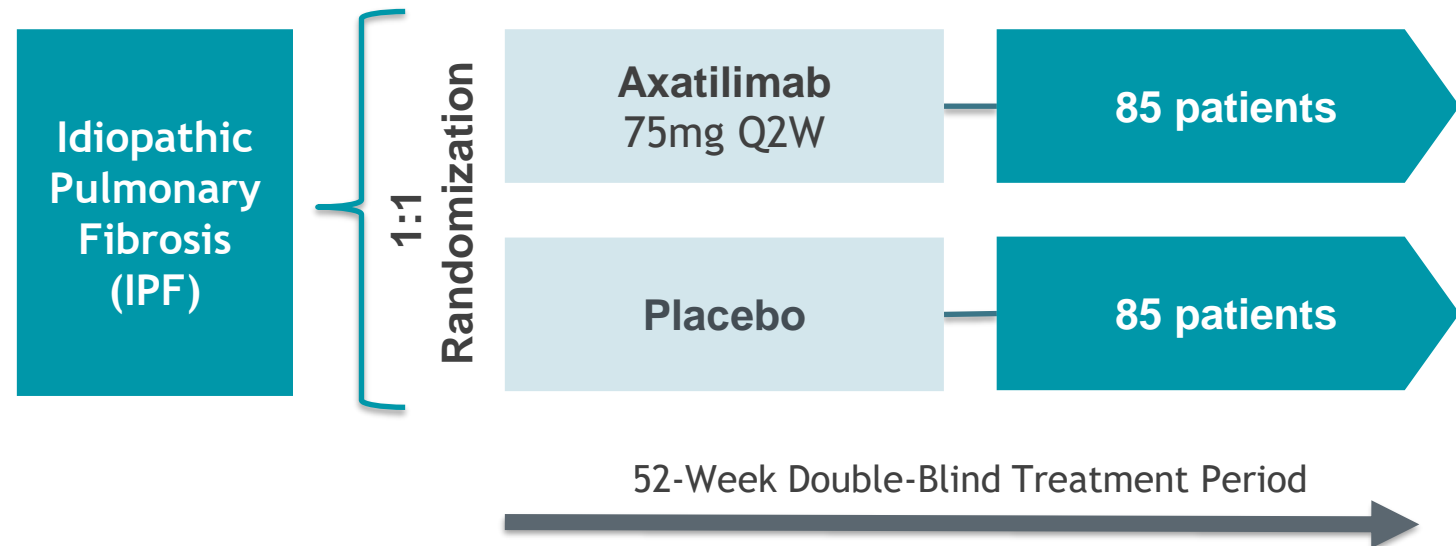 Idiopathic
Pulmonary
Fibrosis
(IPF)
1:1
Randomization
Axatilimab
75mg Q2W
85 patients
Placebo
85 patients
52-Week Double-Blind Treatment Period